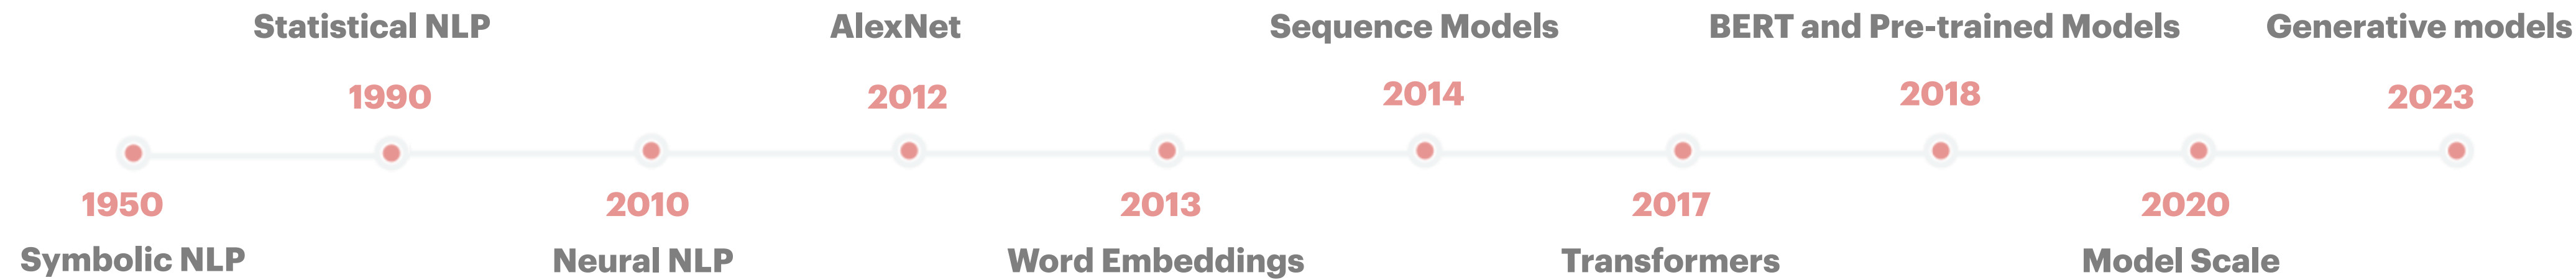 Statistical NLP
AlexNet
Sequence Models
BERT and Pre-trained Models
Generative models
1990
2012
2014
2018
2023
1950
2010
2013
2017
2020
Symbolic NLP
Neural NLP
Word Embeddings
Transformers
Model Scale